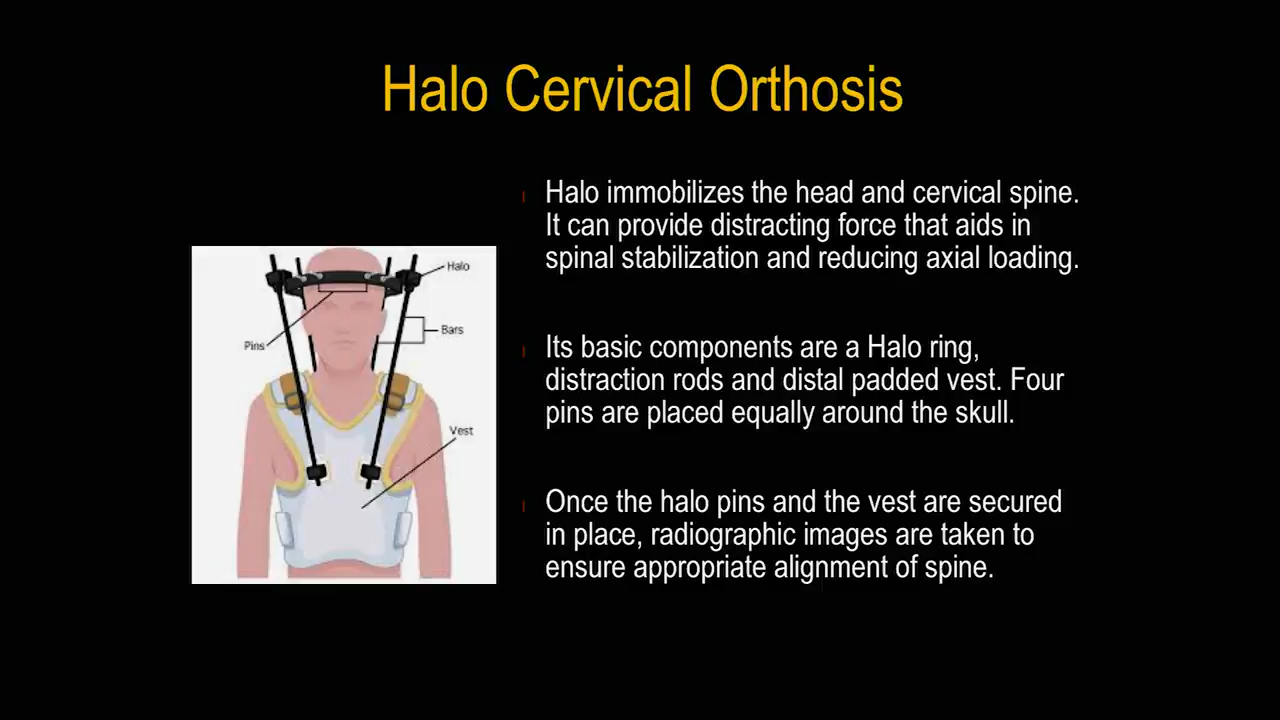 Halo Cervical Orthosis
Halo immobilizes the head and cervical spine.
It can provide distracting force that aids in
spinal stabilization and reducing axial loading.
Its basic components are a Halo ring,
distraction rods and distal padded vest. Four
pins are placed equally around the skull.
Once the halo pins and the vest are secured
in place, radiographic images are taken to
ensure appropriate alignment of spine.
Halo
Bars
Pins
Vest